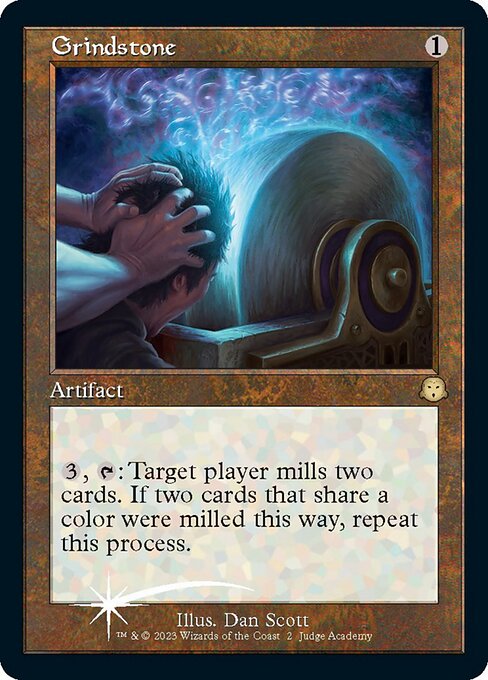 Grindstone 1
Artifact
3, : Target player mills two
cards. If two cards that share a
color were milled this way, repeat
this process.
Illus. Dan Scott
™ & © 2023 Wizards of the Coast 2 Judge Academy